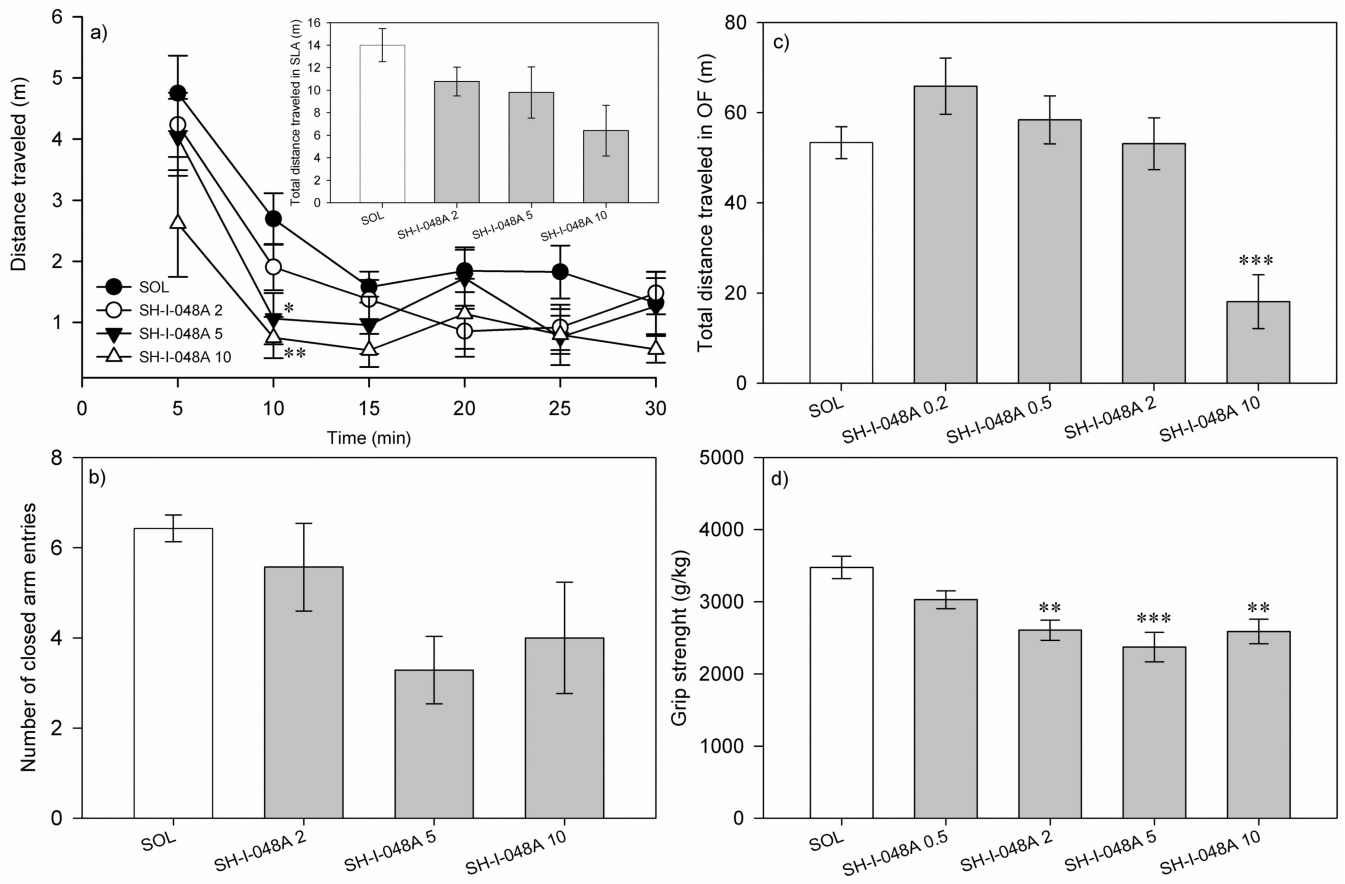 a)
Distance traveled (m)
6
5
4
3
2
1
0
5
10
15
20
25
30
Time (min)
*
**
SOL
SH-I-048A 2
SH-I-048A 5
SH-I-048A 10
Total distance traveled in SLA (m)
16
14
12
10
8
6
4
2
0
SOL
SH-I-048A 2
SH-I-048A 5
SH-I-048A 10
c)
Total distance traveled in OF (m)
80
60
40
20
0
***
SOL
SH-I-048A 0.2
SH-I-048A 0.5
SH-I-048A 2
SH-I-048A 10
b)
Number of closed arm entries
8
6
4
2
0
SOL
SH-I-048A 2
SH-I-048A 5
SH-I-048A 10
d)
Grip strenght (g/kg)
5000
4000
3000
2000
1000
0
**
***
**
SOL
SH-I-048A 0.5
SH-I-048A 2
SH-I-048A 5
SH-I-048A 10